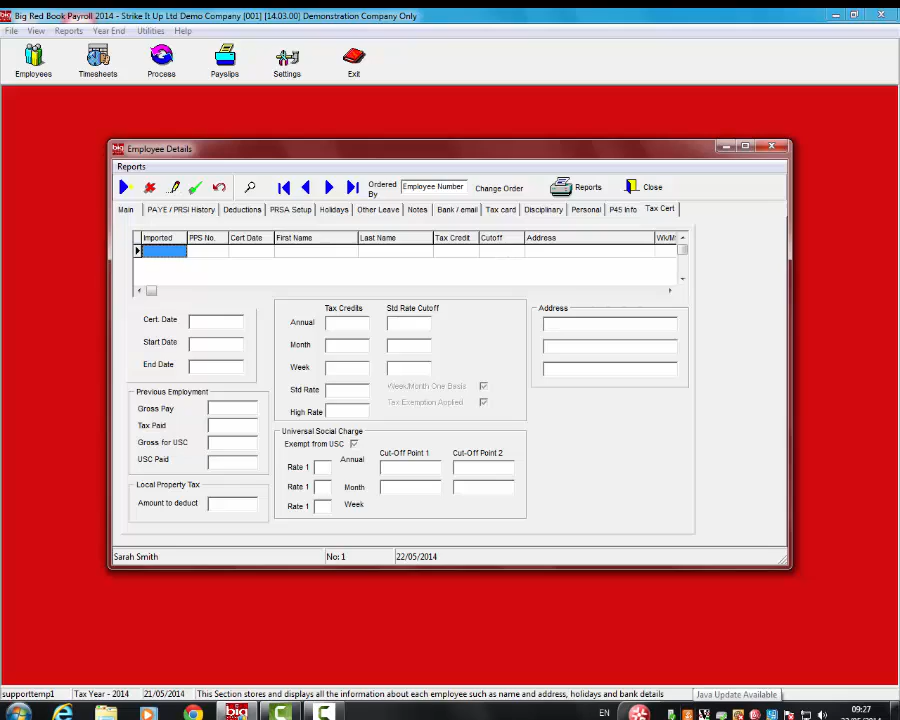 Big Red Book Payroll 2014 - Strike It Up Ltd Demo Company [001] [14.03.00] Demonstration Company Only
File View Reports Year End Utilities Help
Employees Timesheets Process Payslips Settings Exit
big Employee Details
Reports
Ordered By Employee Number Change Order Reports Close
Main PAYE / PRSI History Deductions PRSA Setup Holidays Other Leave Notes Bank / email Tax card Disciplinary Personal P45 Info Tax Cert
Imported PPS No. Cert Date First Name Last Name Tax Credit Cutoff Address Wk/M
Tax Credits Std Rate Cutoff Address
Cert. Date Annual
Start Date Month
End Date Week
Std Rate Week/Month One Basis
Previous Employment Tax Exemption Applied
Gross Pay High Rate
Tax Paid
Universal Social Charge
Gross for USC Exempt from USC
USC Paid Annual Cut-Off Point 1 Cut-Off Point 2
Rate 1
Local Property Tax Rate 1 Month
Amount to deduct Rate 1 Week
Sarah Smith No: 1 22/05/2014
supporttemp1 Tax Year - 2014 21/05/2014 This Section stores and displays all the information about each employee such as name and address, holidays and bank details
Java Update Available
big EN 09:27